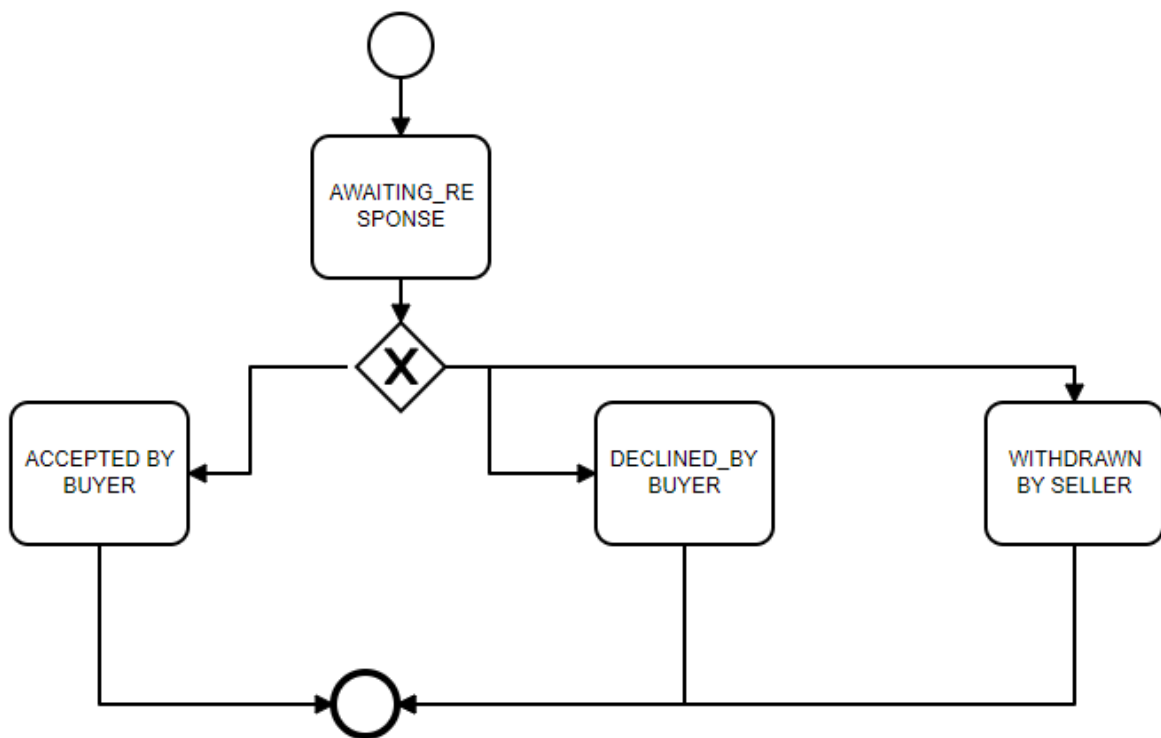 AWAITING_RE
SPONSE
X
ACCEPTED BY
BUYER
DECLINED_BY
BUYER
WITHDRAWN
BY SELLER